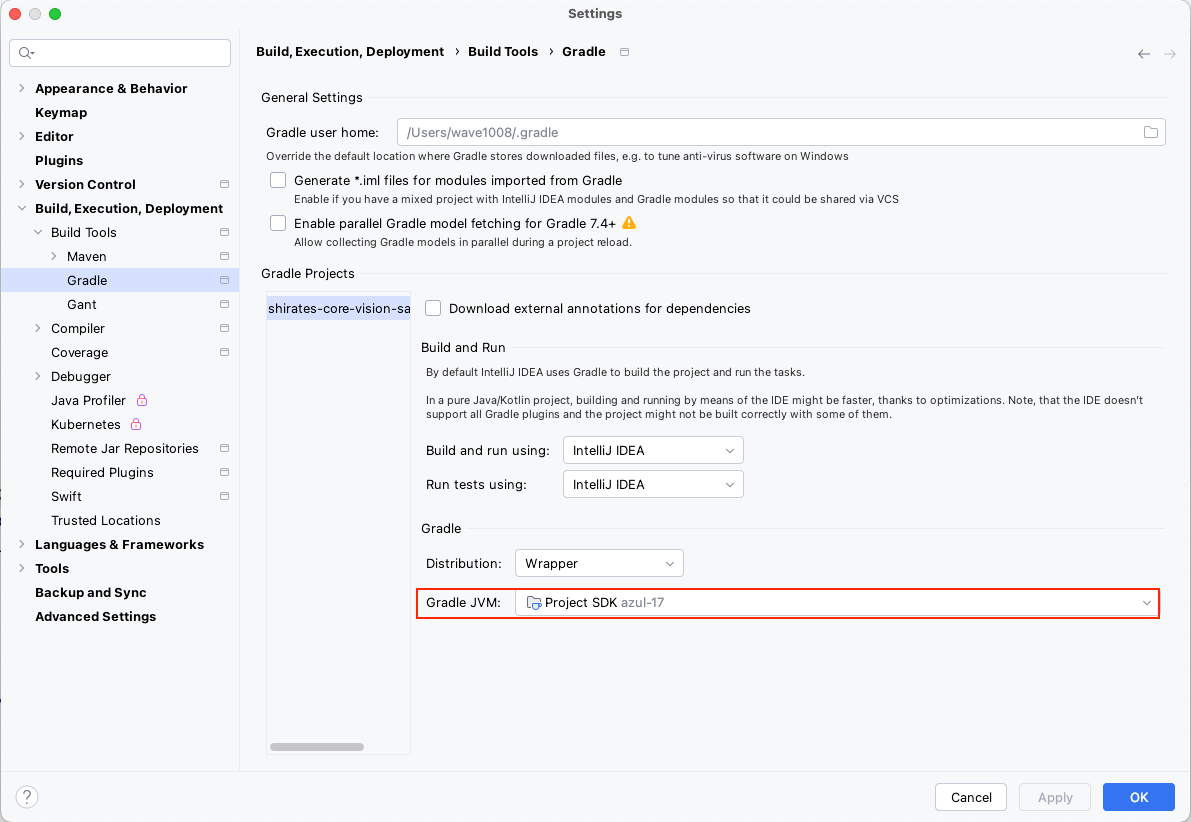 Settings
Appearance & Behavior
Keymap
Editor
Plugins
Version Control
Build, Execution, Deployment
Build Tools
Maven
Gradle
Gant
Compiler
Coverage
Debugger
Java Profiler
Kubernetes
Remote Jar Repositories
Required Plugins
Swift
Trusted Locations
Languages & Frameworks
Tools
Backup and Sync
Advanced Settings
Build, Execution, Deployment › Build Tools › Gradle
General Settings
Gradle user home: /Users/wave1008/.gradle
Override the default location where Gradle stores downloaded files, e.g. to tune anti-virus software on Windows
Generate *.iml files for modules imported from Gradle
Enable if you have a mixed project with IntelliJ IDEA modules and Gradle modules so that it could be shared via VCS
Enable parallel Gradle model fetching for Gradle 7.4+
Allow collecting Gradle models in parallel during a project reload.
Gradle Projects
shirates-core-vision-sa
Download external annotations for dependencies
Build and Run
By default IntelliJ IDEA uses Gradle to build the project and run the tasks.
In a pure Java/Kotlin project, building and running by means of the IDE might be faster, thanks to optimizations. Note, that the IDE doesn't
support all Gradle plugins and the project might not be built correctly with some of them.
Build and run using: IntelliJ IDEA
Run tests using: IntelliJ IDEA
Gradle
Distribution: Wrapper
Gradle JVM: Project SDK azul-17
?
Cancel
Apply
OK